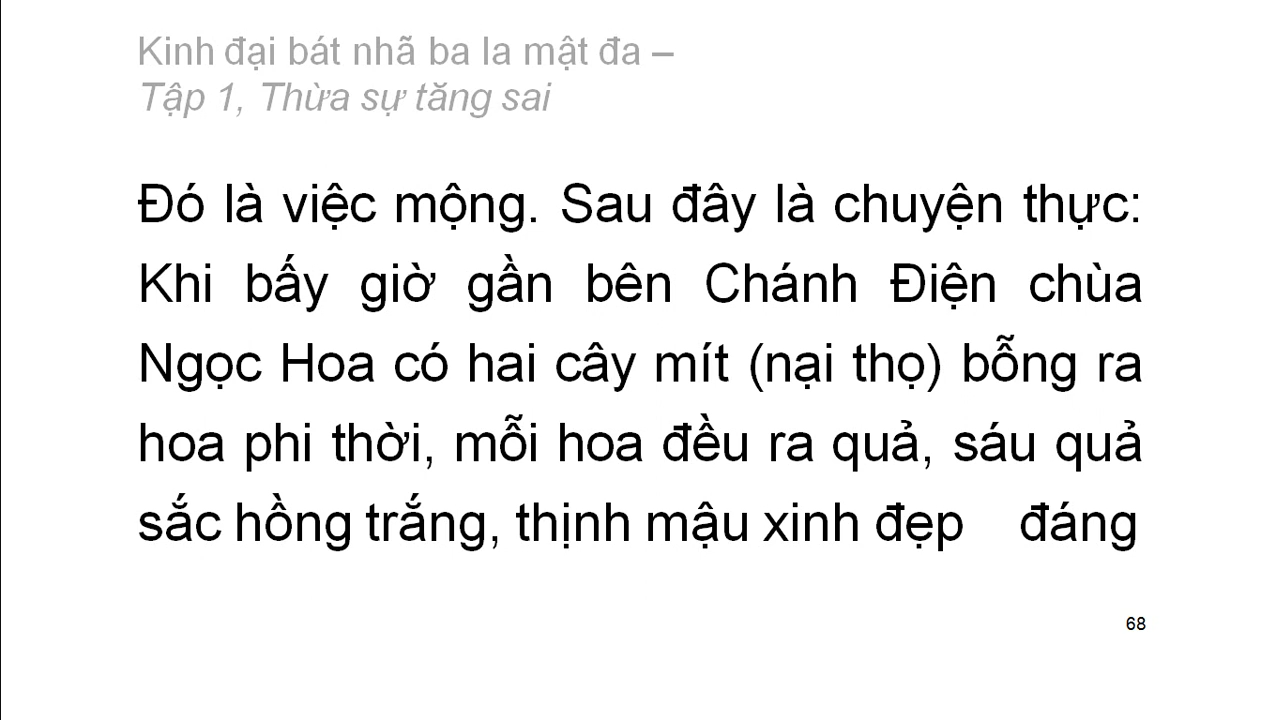 Kinh đại bát nhã ba la mật đa –
Tập 1, Thừa sự tăng sai
Đó là việc mộng. Sau đây là chuyện thực:
Khi bấy giờ gần bên Chánh Điện chùa
Ngọc Hoa có hai cây mít (nại thọ) bỗng ra
hoa phi thời, mỗi hoa đều ra quả, sáu quả
sắc hồng trắng, thịnh mậu xinh đẹp đáng
68